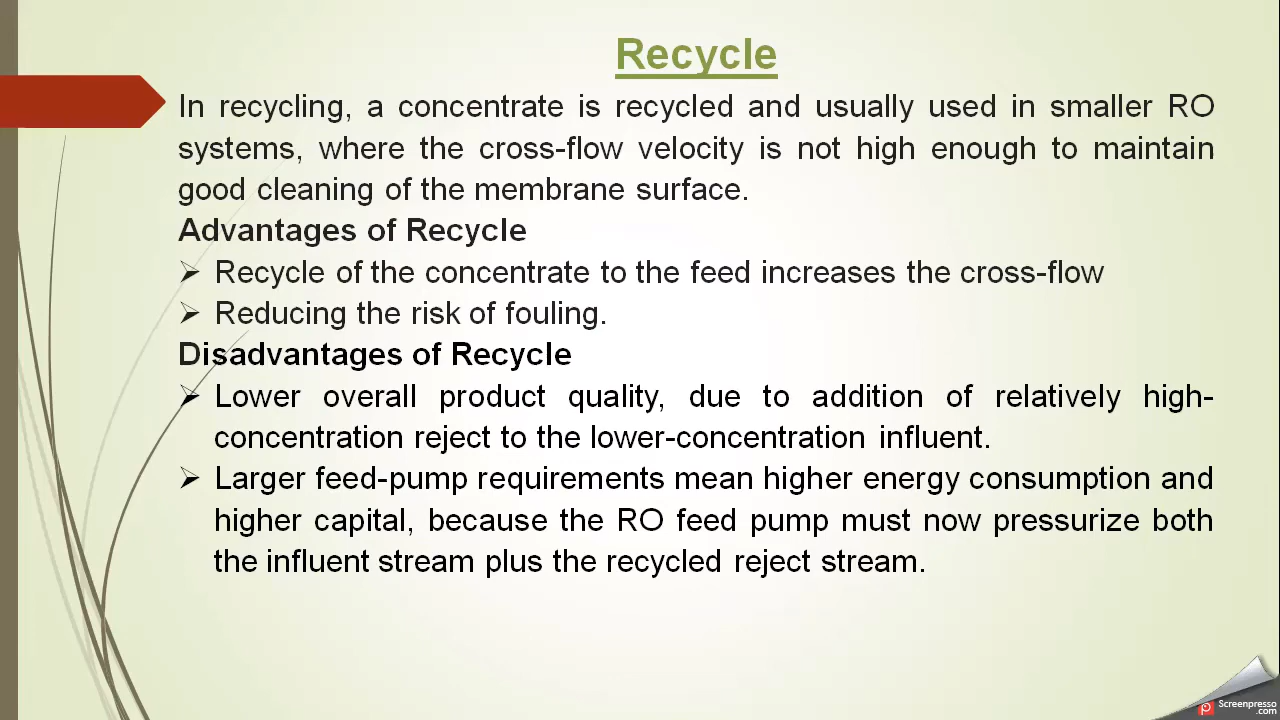 Recycle
In recycling, a concentrate is recycled and usually used in smaller RO
systems, where the cross-flow velocity is not high enough to maintain
good cleaning of the membrane surface.
Advantages of Recycle
➢ Recycle of the concentrate to the feed increases the cross-flow
➢ Reducing the risk of fouling.
Disadvantages of Recycle
➢ Lower overall product quality, due to addition of relatively high-
concentration reject to the lower-concentration influent.
➢ Larger feed-pump requirements mean higher energy consumption and
higher capital, because the RO feed pump must now pressurize both
the influent stream plus the recycled reject stream.
Screenpresso
.com